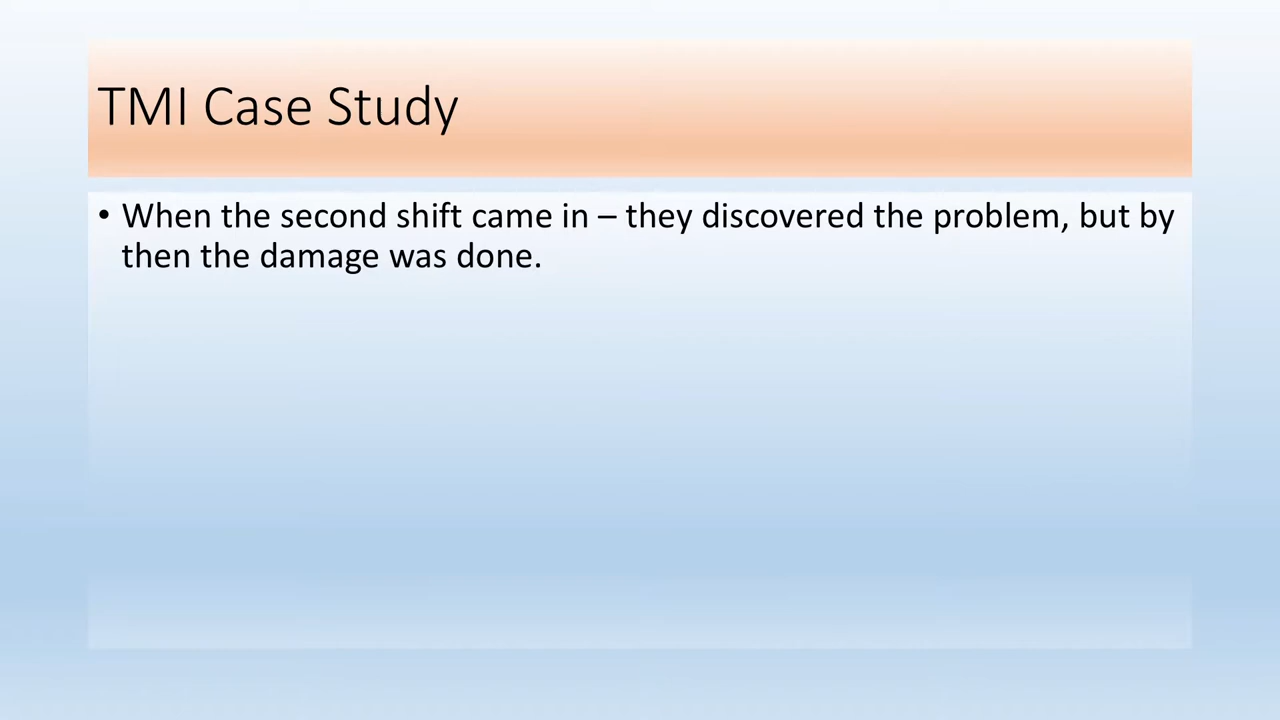 TMI Case Study
• When the second shift came in – they discovered the problem, but by
then the damage was done.